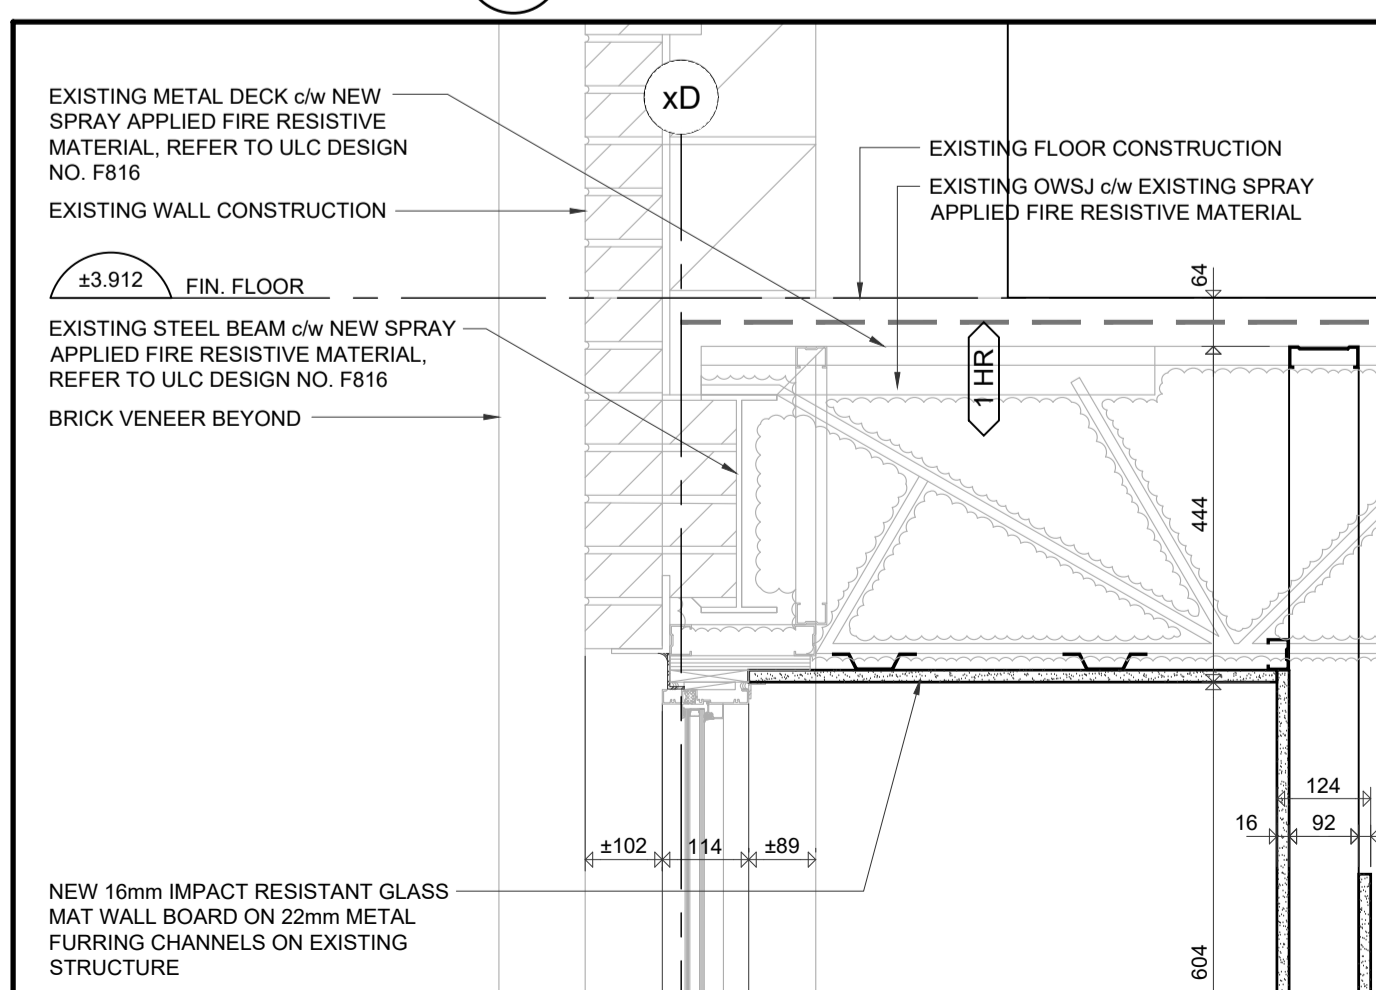 xD
EXISTING METAL DECK c/w NEW
SPRAY APPLIED FIRE RESISTIVE
MATERIAL, REFER TO ULC DESIGN
NO. F816
EXISTING WALL CONSTRUCTION
±3.912 FIN. FLOOR
EXISTING STEEL BEAM c/w NEW SPRAY
APPLIED FIRE RESISTIVE MATERIAL,
REFER TO ULC DESIGN NO. F816
BRICK VENEER BEYOND
EXISTING FLOOR CONSTRUCTION
EXISTING OWSJ c/w EXISTING SPRAY
APPLIED FIRE RESISTIVE MATERIAL
64
1 HR
444
124
16 92
±102 114 ±89
NEW 16mm IMPACT RESISTANT GLASS
MAT WALL BOARD ON 22mm METAL
FURRING CHANNELS ON EXISTING
STRUCTURE
604